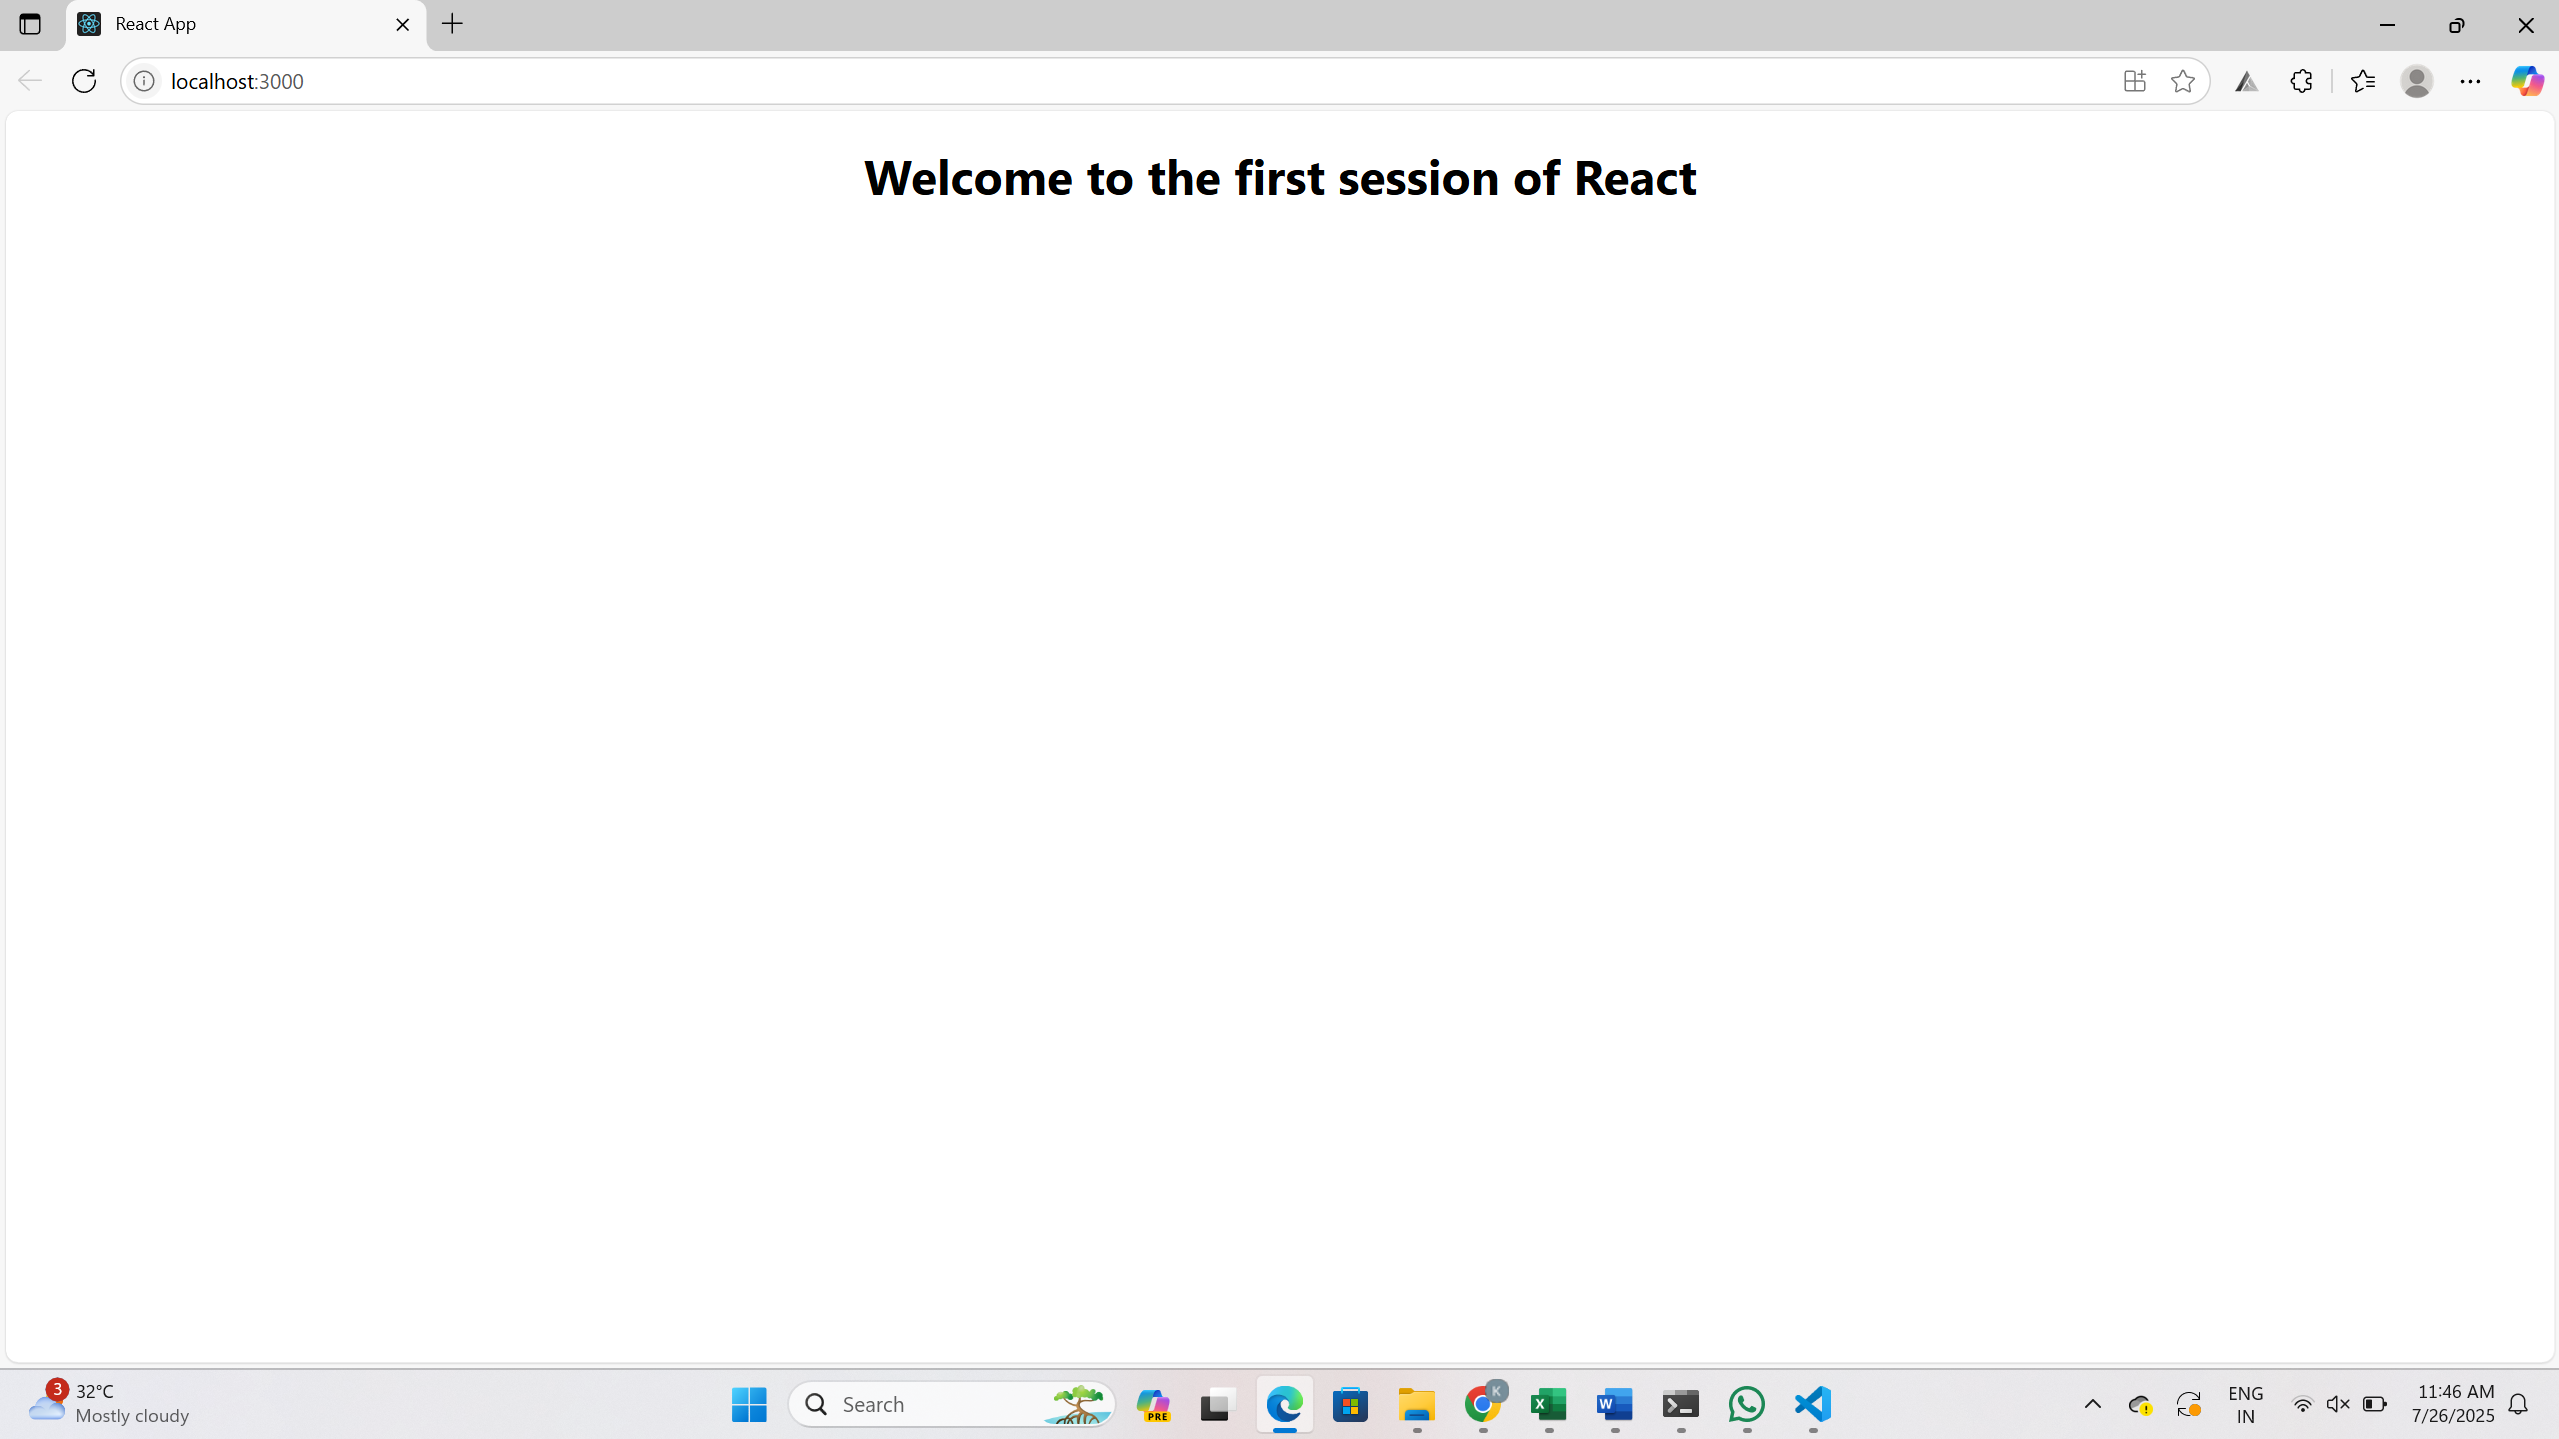 React App
localhost:3000
Welcome to the first session of React
3
32°C
Mostly cloudy
Search
PRE
K
X
W
ENG
IN
11:46 AM
7/26/2025